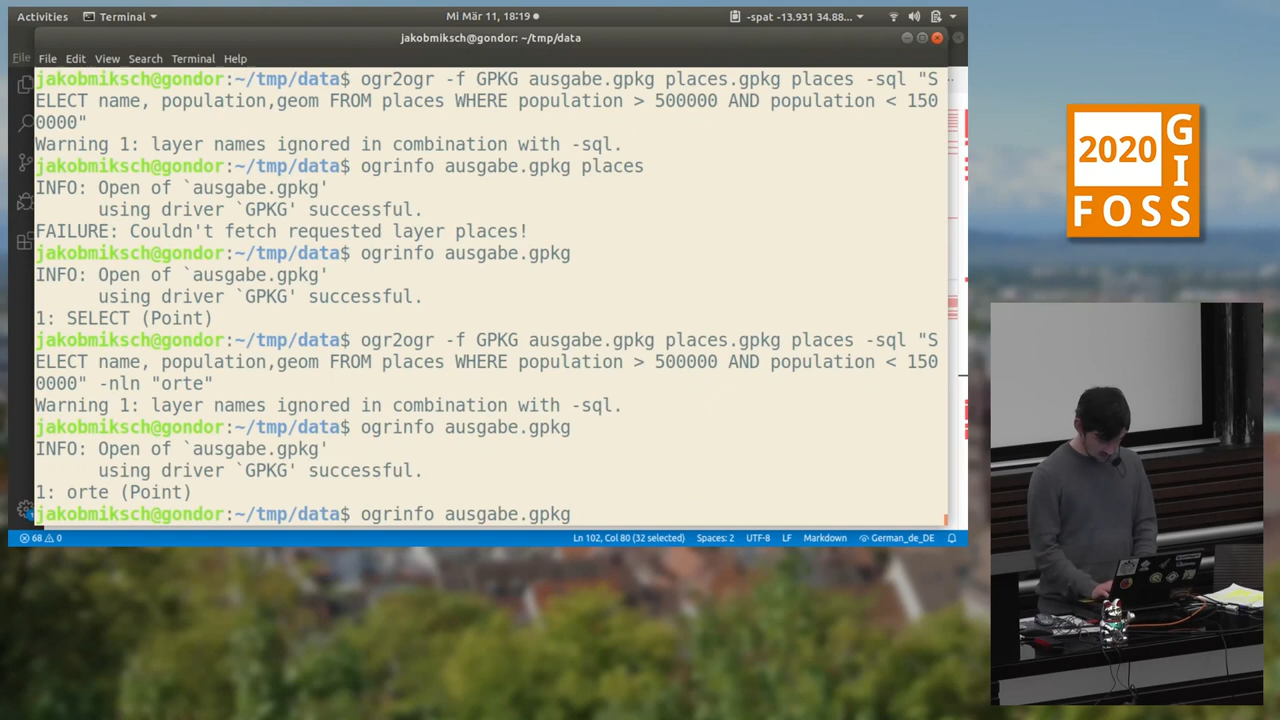 Activities Terminal Mi Mär 11, 18:19 -spat -13.931 34.88...
jakobmiksch@gondor: ~/tmp/data
File File Edit View Search Terminal Help
jakobmiksch@gondor:~/tmp/data$ ogr2ogr -f GPKG ausgabe.gpkg places.gpkg places -sql "S
ELECT name, population,geom FROM places WHERE population > 500000 AND population < 150
0000"
Warning 1: layer names ignored in combination with -sql.
jakobmiksch@gondor:~/tmp/data$ ogrinfo ausgabe.gpkg places
INFO: Open of `ausgabe.gpkg'
using driver `GPKG' successful.
FAILURE: Couldn't fetch requested layer places!
jakobmiksch@gondor:~/tmp/data$ ogrinfo ausgabe.gpkg
INFO: Open of `ausgabe.gpkg'
using driver `GPKG' successful.
1: SELECT (Point)
jakobmiksch@gondor:~/tmp/data$ ogr2ogr -f GPKG ausgabe.gpkg places.gpkg places -sql "S
ELECT name, population,geom FROM places WHERE population > 500000 AND population < 150
0000" -nln "orte"
Warning 1: layer names ignored in combination with -sql.
jakobmiksch@gondor:~/tmp/data$ ogrinfo ausgabe.gpkg
INFO: Open of `ausgabe.gpkg'
using driver `GPKG' successful.
1: orte (Point)
jakobmiksch@gondor:~/tmp/data$ ogrinfo ausgabe.gpkg
68 0 Ln 102, Col 80 (32 selected) Spaces: 2 UTF-8 LF Markdown German_de_DE
2020
FOSS
GIS